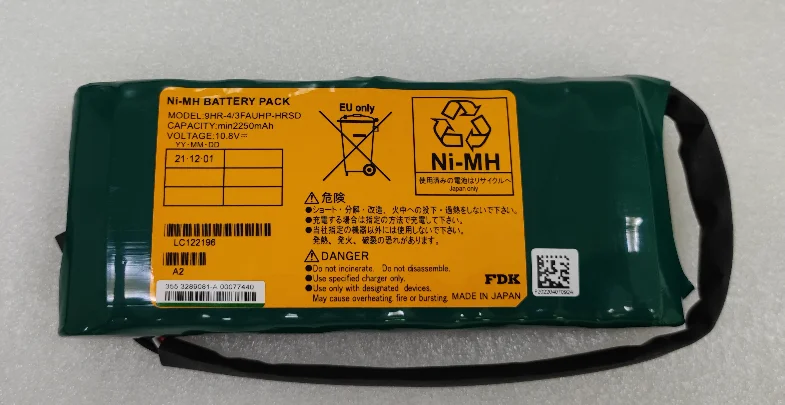 Ni-MH BATTERY PACK
MODEL:9HR-4/3FAUHP-HRSD
CAPACITY:min2250mAh
VOLTAGE:10.8V⎓
YY-MM-DD
21-12-01
LC122196
A2
355 3289081-A 00077440
EU only
Ni-MH
使用済みの電池はリサイクルへ
Japan only
⚠危険
●ショート・分解・改造、火中への投下・過熱をしないで下さい。
●充電する場合は指定の方法で充電して下さい。
●当社指定の機器以外には使用しないで下さい。
発熱、発火、破裂の恐れがあります。
⚠DANGER
●Do not incinerate. Do not disassemble.
●Use specified charger only.
●Use only with designated devices.
May cause overheating, fire or bursting.
FDK
MADE IN JAPAN